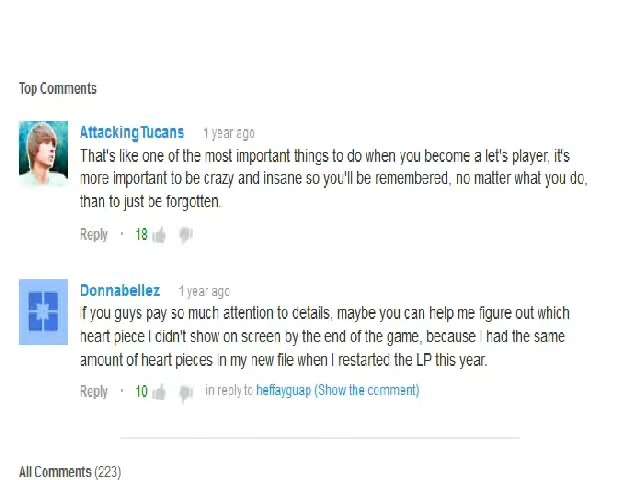 Top Comments
AttackingTucans 1 year ago
That's like one of the most important things to do when you become a let's player, it's
more important to be crazy and insane so you'll be remembered, no matter what you do,
than to just be forgotten.
Reply · 18
Donnabellez 1 year ago
If you guys pay so much attention to details, maybe you can help me figure out which
heart piece I didn't show on screen by the end of the game, because I had the same
amount of heart pieces in my new file when I restarted the LP this year.
Reply · 10 in reply to heffayguap (Show the comment)
All Comments (223)